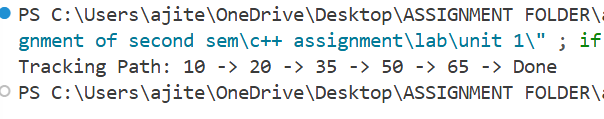 PS C:\Users\ajite\OneDrive\Desktop\ASSIGNMENT FOLDER\
gnment of second sem\c++ assignment\lab\unit 1\" ; if
Tracking Path: 10 -> 20 -> 35 -> 50 -> 65 -> Done
PS C:\Users\ajite\OneDrive\Desktop\ASSIGNMENT FOLDER\